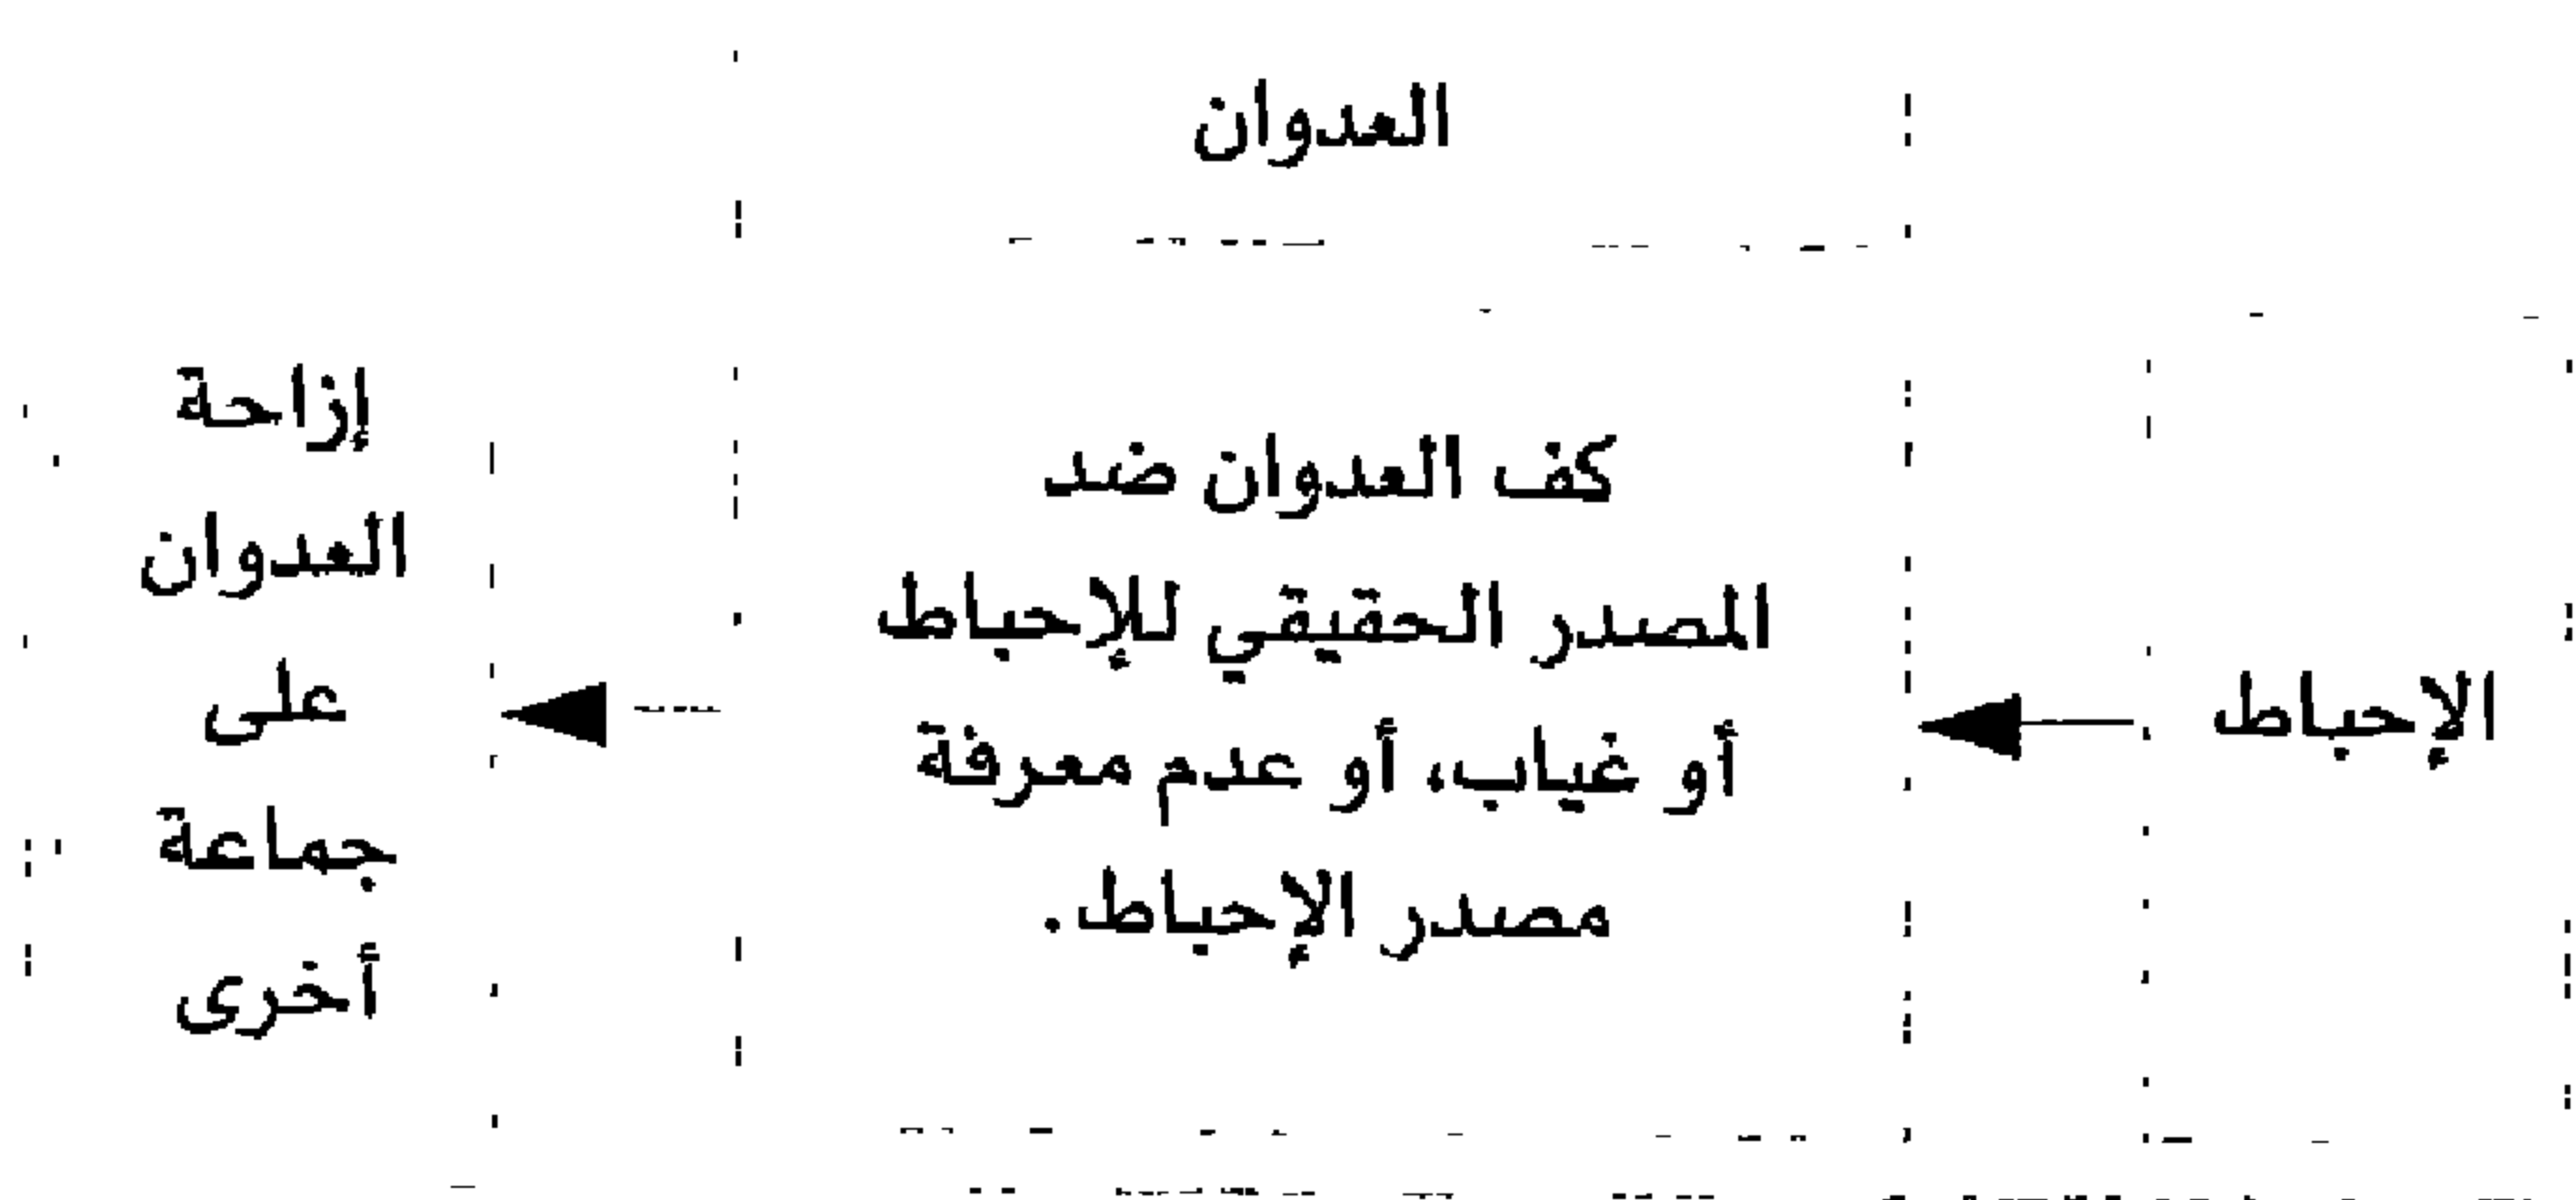 العدوان
الإحباط
كف العدوان ضد
المصدر الحقيقي للإحباط
أو غياب، أو عدم معرفة
مصدر الإحباط.
إزاحة
العدوان
على
جماعة
أخرى